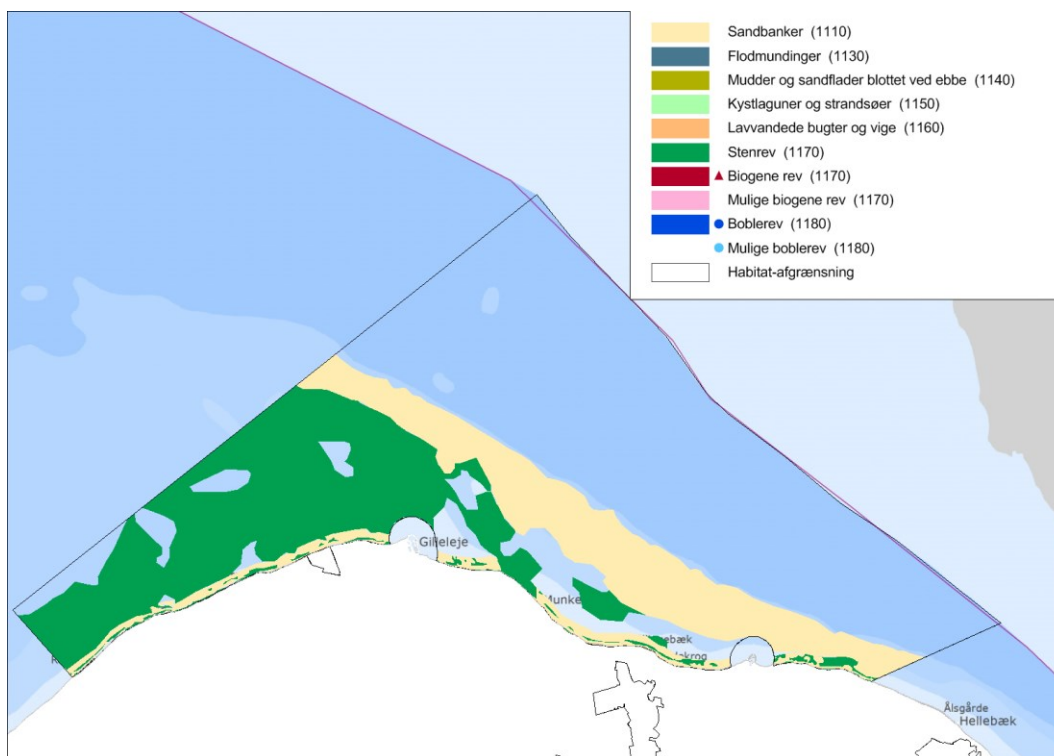 Sandbanker (1110)
Flodmundinger (1130)
Mudder og sandflader blottet ved ebbe (1140)
Kystlaguner og strandsøer (1150)
Lavvandede bugter og vige (1160)
Stenrev (1170)
Biogene rev (1170)
Mulige biogene rev (1170)
Boblerev (1180)
Mulige boblerev (1180)
Habitat-afgrænsning
Gilleleje
Munke
Ålsgårde
Hellebæk